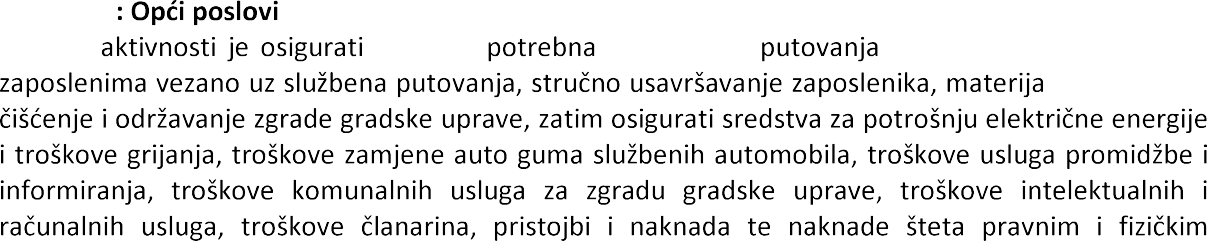 : Opći poslovi
aktivnosti je osigurati potrebna putovanja
zaposlenima vezano uz službena putovanja, stručno usavršavanje zaposlenika, materija
čišćenje i održavanje zgrade gradske uprave, zatim osigurati sredstva za potrošnju električne energije
i troškove grijanja, troškove zamjene auto guma službenih automobila, troškove usluga promidžbe i
informiranja, troškove komunalnih usluga za zgradu gradske uprave, troškove intelektualnih i
računalnih usluga, troškove članarina, pristojbi i naknada te naknade šteta pravnim i fizičkim